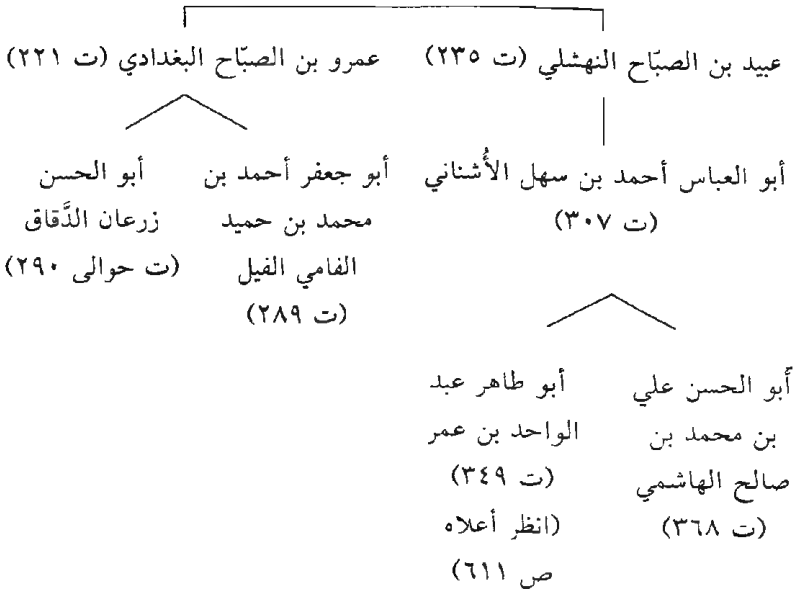 عبيد بن الصبّاح النهشلي (ت ٢٣٥)
عمرو بن الصبّاح البغدادي (ت ٢٢١)
أبو العباس أحمد بن سهل الأُشناني
(ت ٣٠٧)
أبو جعفر أحمد بن
محمد بن حميد
الفامي الفيل
(ت ٢٨٩)
أبو الحسن
زرعان الدَّقاق
(ت حوالى ٢٩٠)
أبو الحسن علي
بن محمد بن
صالح الهاشمي
(ت ٣٦٨)
أبو طاهر عبد
الواحد بن عمر
(ت ٣٤٩)
(انظر أعلاه
ص ٦١١)